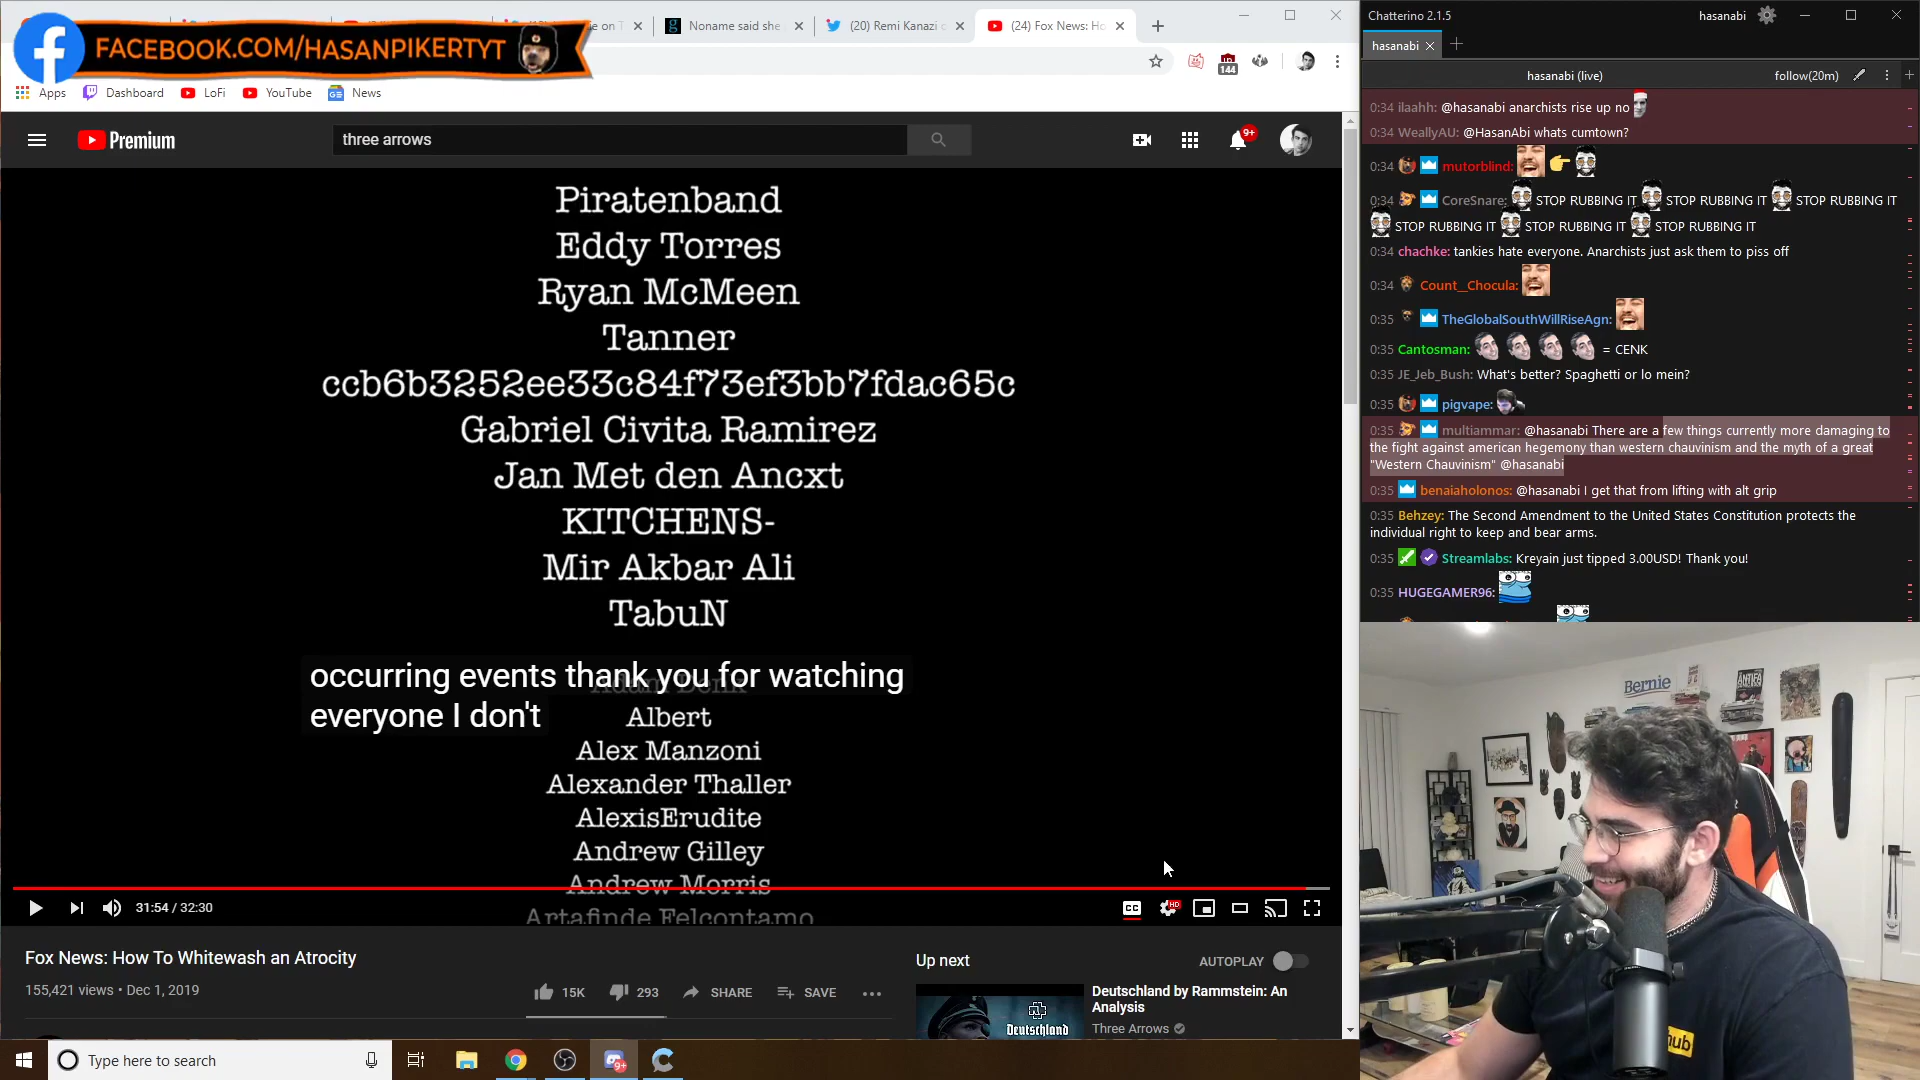 FACEBOOK.COM/HASANPIKERTYT
e on T
Noname said she
(20) Remi Kanazi
(24) Fox News: Ho
144
Apps
Dashboard
LoFi
YouTube
News
Premium
three arrows
9+
Piratenband
Eddy Torres
Ryan McMeen
Tanner
ccb6b3252ee33c84f73ef3bb7fdac65c
Gabriel Civita Ramirez
Jan Met den Ancxt
KITCHENS-
Mir Akbar Ali
TabuN
occurring events thank you for watching
everyone I don't
Albert
Alex Manzoni
Alexander Thaller
AlexisErudite
Andrew Gilley
Andrew Morris
Artafinde Felcontamo
31:54 / 32:30
CC
HD
Fox News: How To Whitewash an Atrocity
155,421 views • Dec 1, 2019
15K
293
SHARE
SAVE
Up next
AUTOPLAY
Deutschland
Deutschland by Rammstein: An
Analysis
Three Arrows
Type here to search
9+
Chatterino 2.1.5
hasanabi
hasanabi
hasanabi (live)
follow(20m)
0:34 ilaahh: @hasanabi anarchists rise up no
0:34 WeallyAU: @HasanAbi whats cumtown?
0:34 mutorblind:
0:34 CoreSnare: STOP RUBBING IT STOP RUBBING IT STOP RUBBING IT
STOP RUBBING IT STOP RUBBING IT STOP RUBBING IT
0:34 chachke: tankies hate everyone. Anarchists just ask them to piss off
0:34 Count__Chocula:
0:35 TheGlobalSouthWillRiseAgn:
0:35 Cantosman: = CENK
0:35 JE_Jeb_Bush: What's better? Spaghetti or lo mein?
0:35 pigvape:
0:35 multiammar: @hasanabi There are a few things currently more damaging to
the fight against american hegemony than western chauvinism and the myth of a great
"Western Chauvinism" @hasanabi
0:35 benaiaholonos: @hasanabi I get that from lifting with alt grip
0:35 Behzey: The Second Amendment to the United States Constitution protects the
individual right to keep and bear arms.
0:35 Streamlabs: Kreyain just tipped 3.00USD! Thank you!
0:35 HUGEGAMER96:
Bernie
ANTIFA
hub